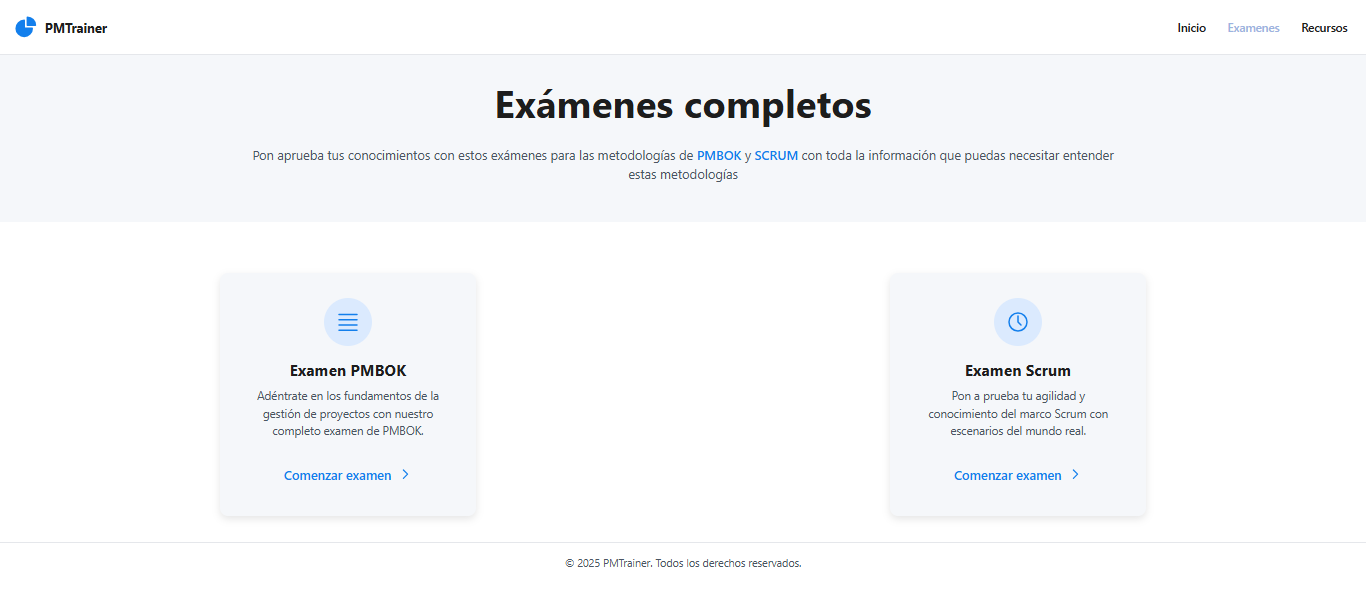 PMTrainer
Inicio Examenes Recursos
Exámenes completos
Pon aprueba tus conocimientos con estos exámenes para las metodologías de PMBOK y SCRUM con toda la información que puedas necesitar entender
estas metodologías
Examen PMBOK
Adéntrate en los fundamentos de la
gestión de proyectos con nuestro
completo examen de PMBOK.
Comenzar examen
Examen Scrum
Pon a prueba tu agilidad y
conocimiento del marco Scrum con
escenarios del mundo real.
Comenzar examen
© 2025 PMTrainer. Todos los derechos reservados.